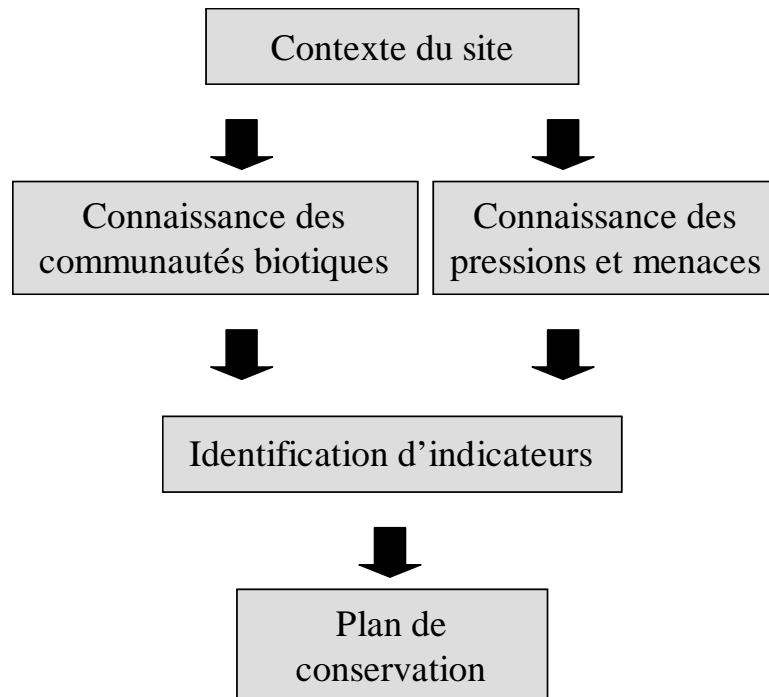 Contexte du site
Connaissance des
communautés biotiques
Connaissance des
pressions et menaces
Identification d’indicateurs
Plan de
conservation